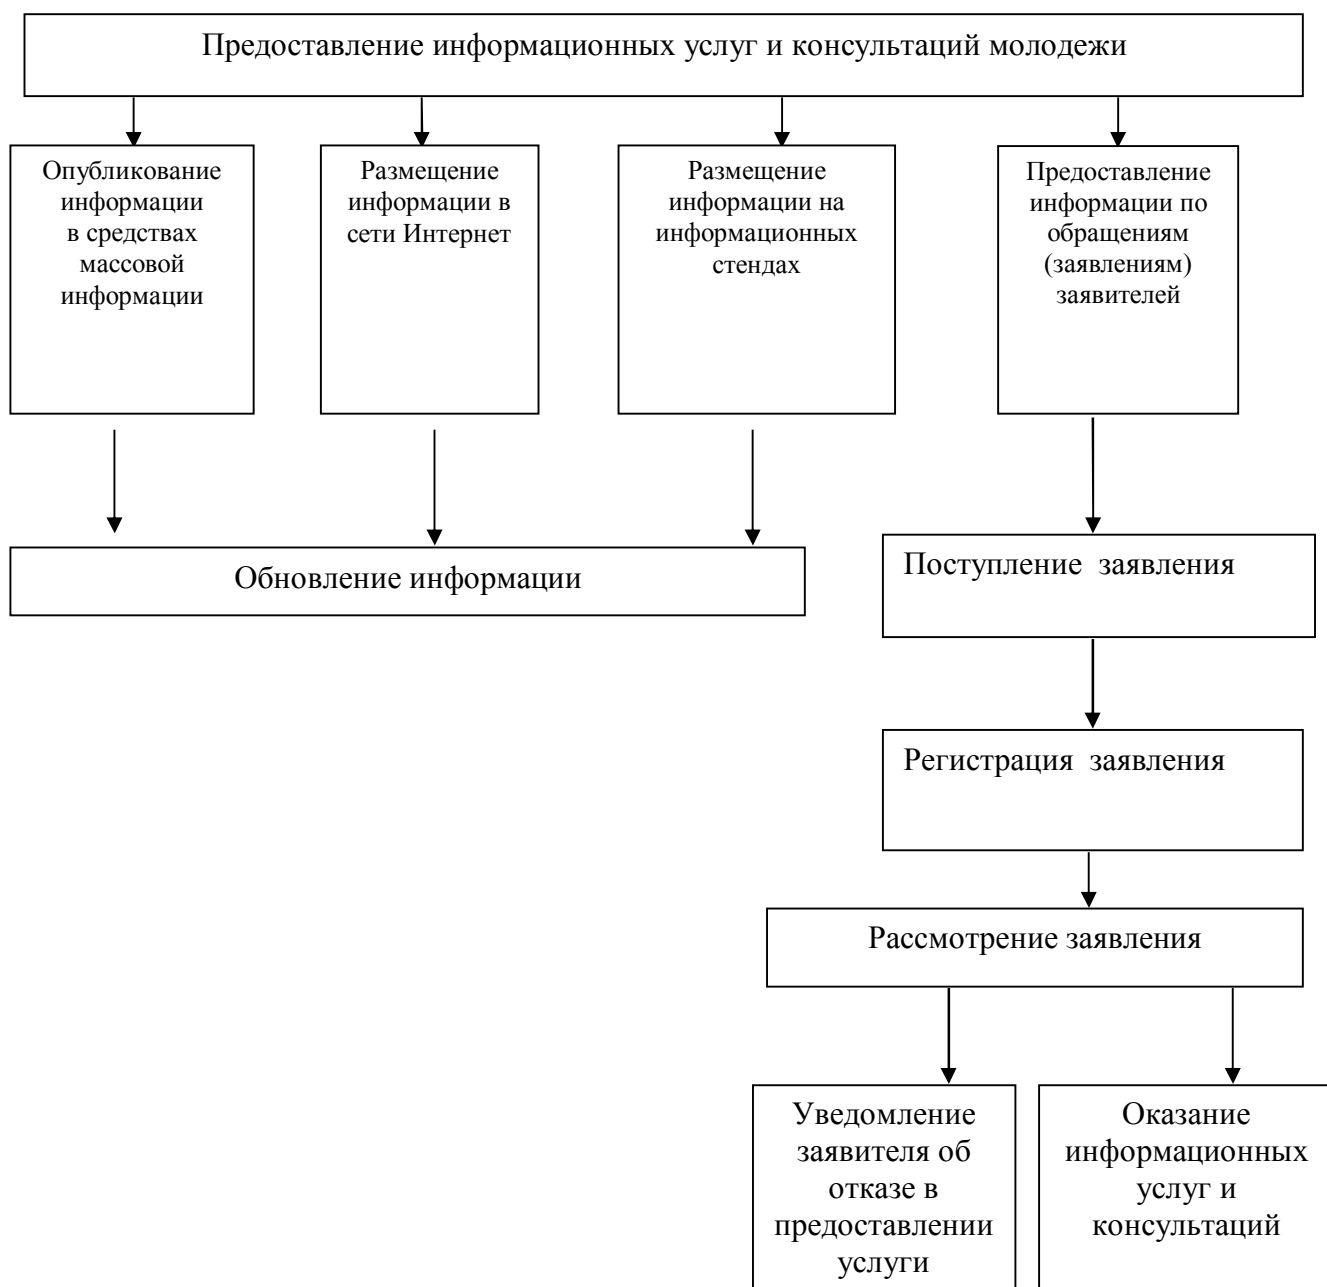 Предоставление информационных услуг и консультаций молодежи
Опубликование
информации
в средствах
массовой
информации
Размещение
информации в
сети Интернет
Размещение
информации на
информационных
стендах
Предоставление
информации по
обращениям
(заявлениям)
заявителей
Обновление информации
Поступление заявления
Регистрация заявления
Рассмотрение заявления
Уведомление
заявителя об
отказе в
предоставлении
услуги
Оказание
информационных
услуг и
консультаций